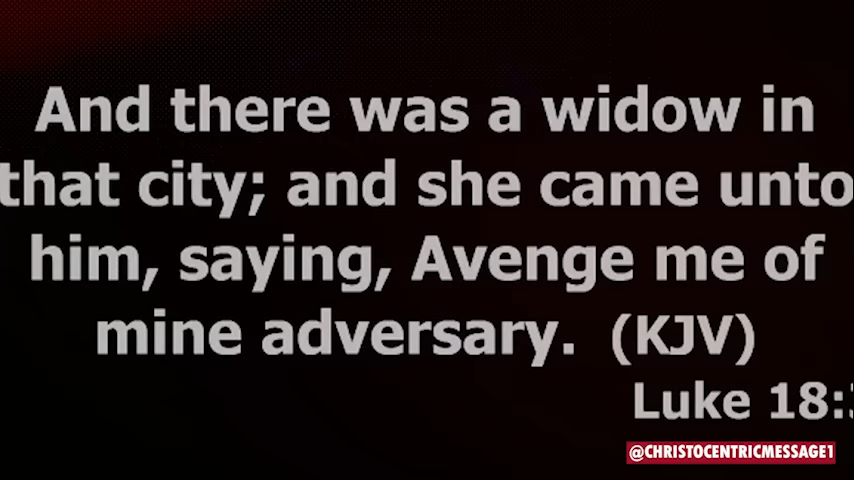 And there was a widow in
that city; and she came unto
him, saying, Avenge me of
mine adversary. (KJV)
Luke 18:3
@CHRISTOCENTRICMESSAGE1